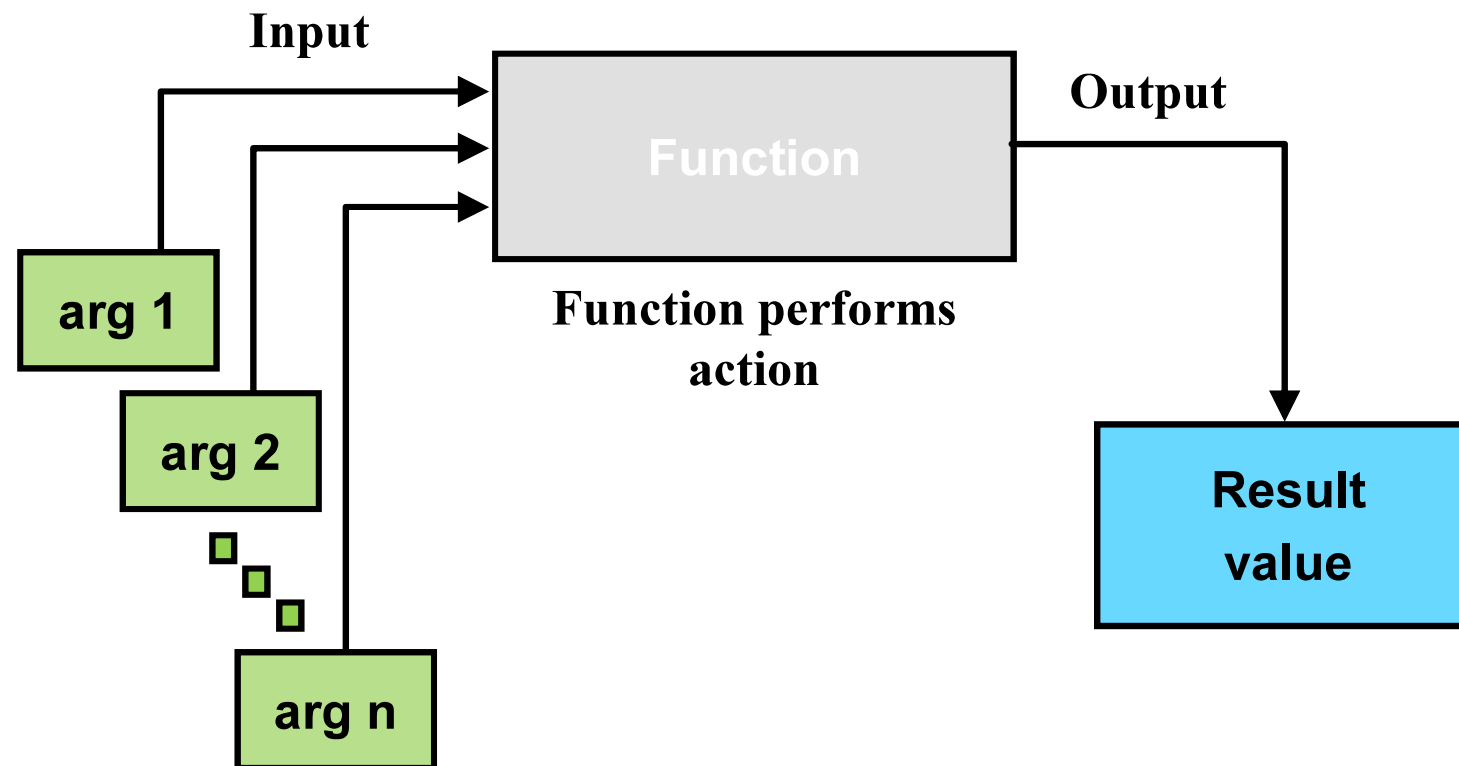 Input
Function
Output
arg 1
Function performs
action
arg 2
Result
value
arg n